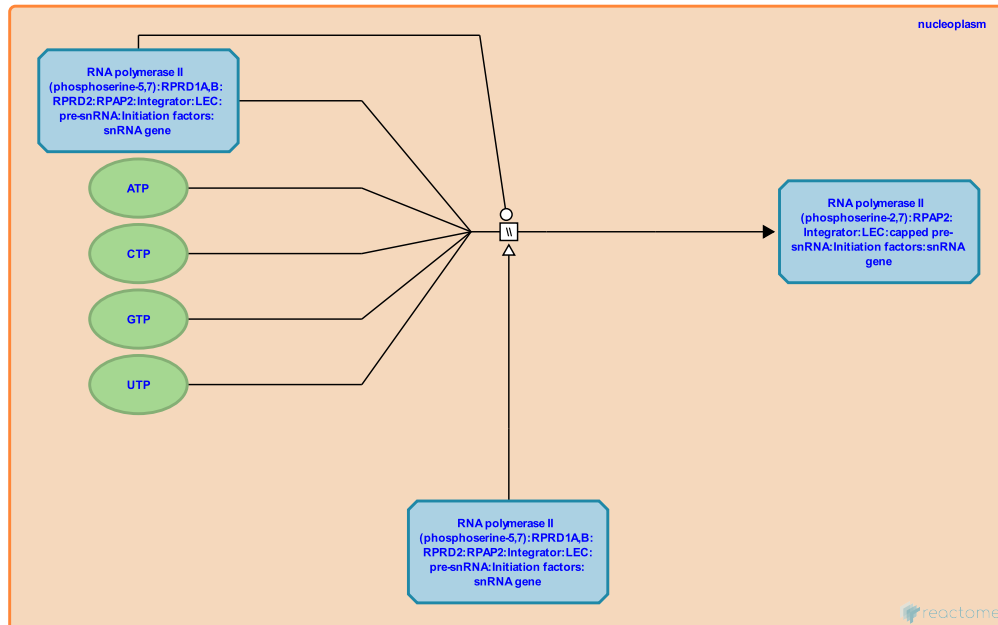 nucleoplasm
RNA polymerase II
(phosphoserine-5,7):RPRD1A,B:
RPRD2:RPAP2:Integrator:LEC:
pre-snRNA:Initiation factors:
snRNA gene
ATP
CTP
GTP
UTP
\\
RNA polymerase II
(phosphoserine-2,7):RPAP2:
Integrator:LEC:capped pre-
snRNA:Initiation factors:snRNA
gene
RNA polymerase II
(phosphoserine-5,7):RPRD1A,B:
RPRD2:RPAP2:Integrator:LEC:
pre-snRNA:Initiation factors:
snRNA gene
reactome